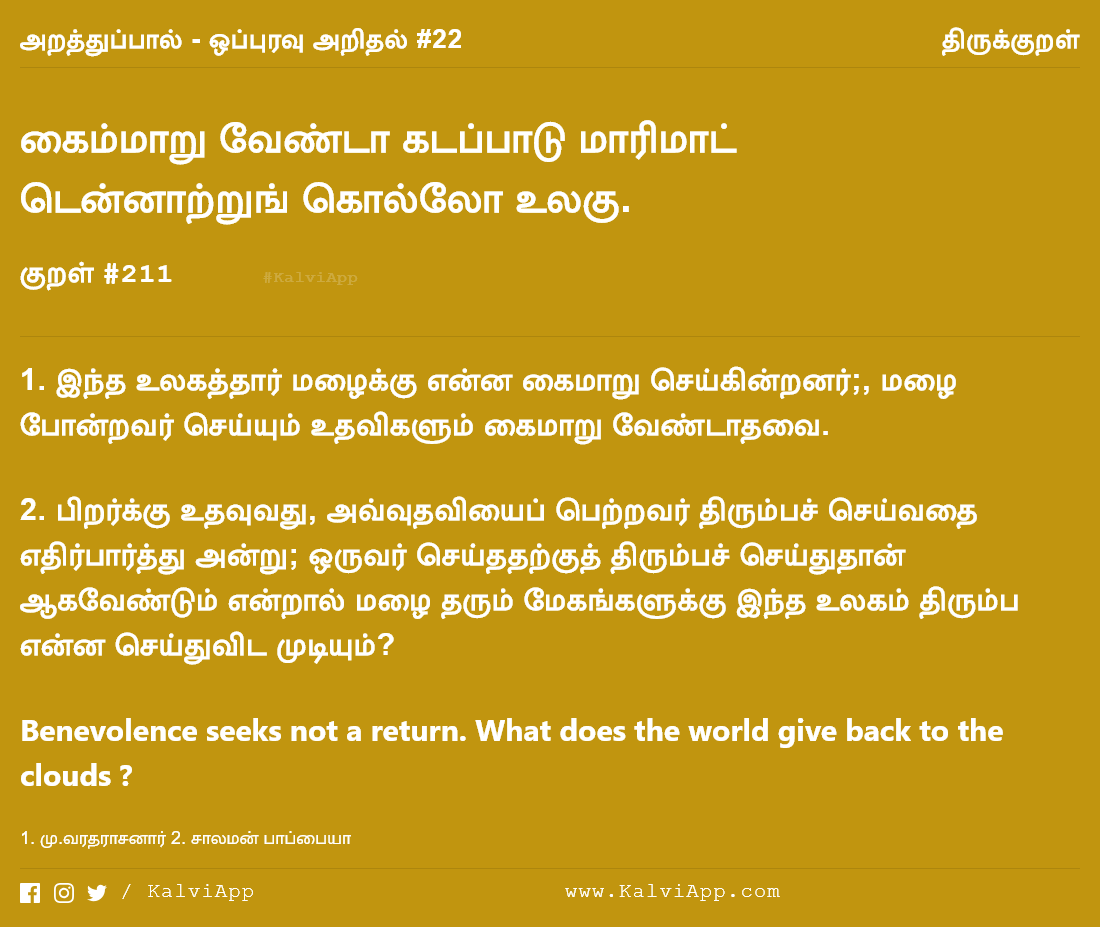 அறத்துப்பால் - ஒப்புரவு அறிதல் #22 திருக்குறள்
கைம்மாறு வேண்டா கடப்பாடு மாரிமாட்
டென்னாற்றுங் கொல்லோ உலகு.
குறள் #211 #KalviApp
1. இந்த உலகத்தார் மழைக்கு என்ன கைமாறு செய்கின்றனர்;, மழை
போன்றவர் செய்யும் உதவிகளும் கைமாறு வேண்டாதவை.
2. பிறர்க்கு உதவுவது, அவ்வுதவியைப் பெற்றவர் திரும்பச் செய்வதை
எதிர்பார்த்து அன்று; ஒருவர் செய்ததற்குத் திரும்பச் செய்துதான்
ஆகவேண்டும் என்றால் மழை தரும் மேகங்களுக்கு இந்த உலகம் திரும்ப
என்ன செய்துவிட முடியும்?
Benevolence seeks not a return. What does the world give back to the
clouds ?
1. மு.வரதராசனார் 2. சாலமன் பாப்பையா
/ KalviApp www.KalviApp.com